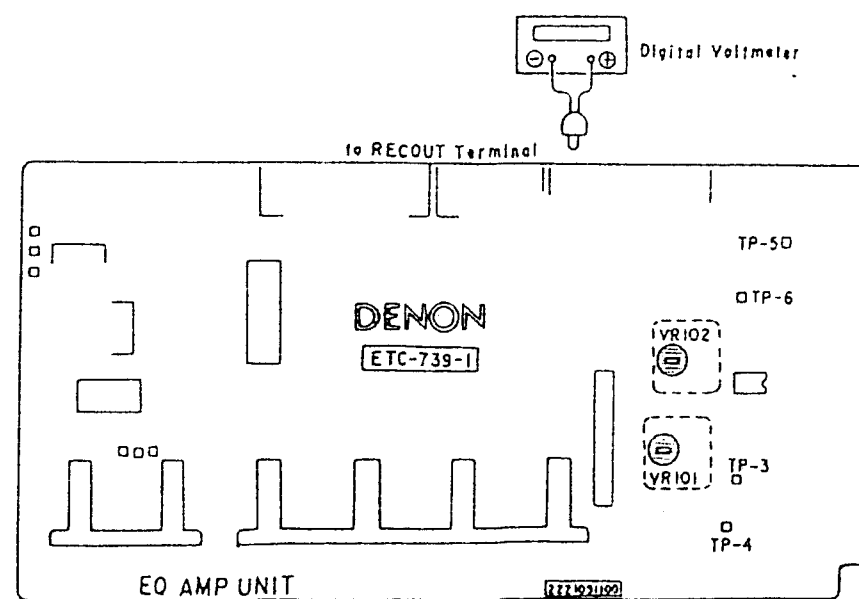 Digital Voltmeter
to RECOUT Terminal
TP-5
TP-6
DENON
VR102
ETC-739-1
TP-3
VR101
TP-4
EQ AMP UNIT